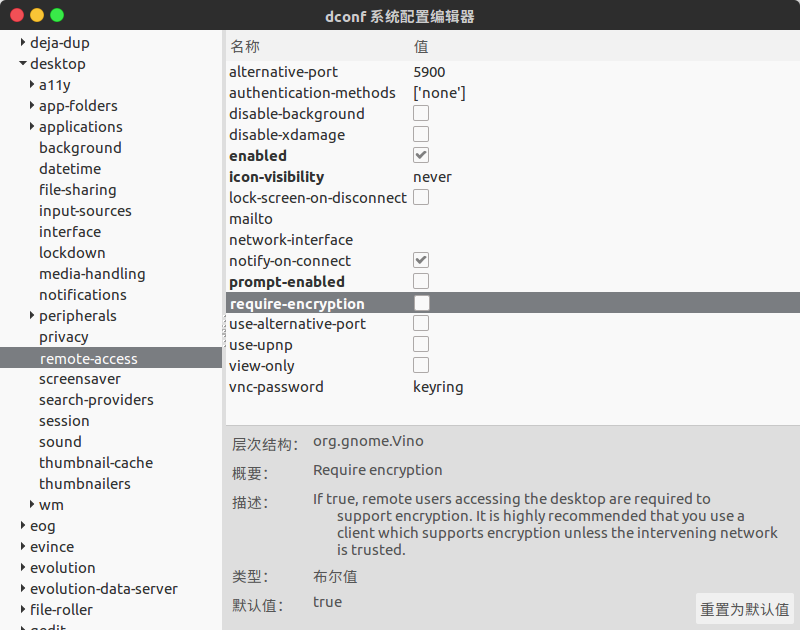 dconf 系统配置编辑器
deja-dup
desktop
a11y
app-folders
applications
background
datetime
file-sharing
input-sources
interface
lockdown
media-handling
notifications
peripherals
privacy
remote-access
screensaver
search-providers
session
sound
thumbnail-cache
thumbnailers
wm
eog
evince
evolution
evolution-data-server
file-roller
gedit
名称 值
alternative-port 5900
authentication-methods ['none']
disable-background
disable-xdamage
enabled
icon-visibility never
lock-screen-on-disconnect
mailto
network-interface
notify-on-connect
prompt-enabled
require-encryption
use-alternative-port
use-upnp
view-only
vnc-password keyring
层次结构: org.gnome.Vino
概要: Require encryption
描述: If true, remote users accessing the desktop are required to
support encryption. It is highly recommended that you use a
client which supports encryption unless the intervening network
is trusted.
类型: 布尔值
默认值: true
重置为默认值